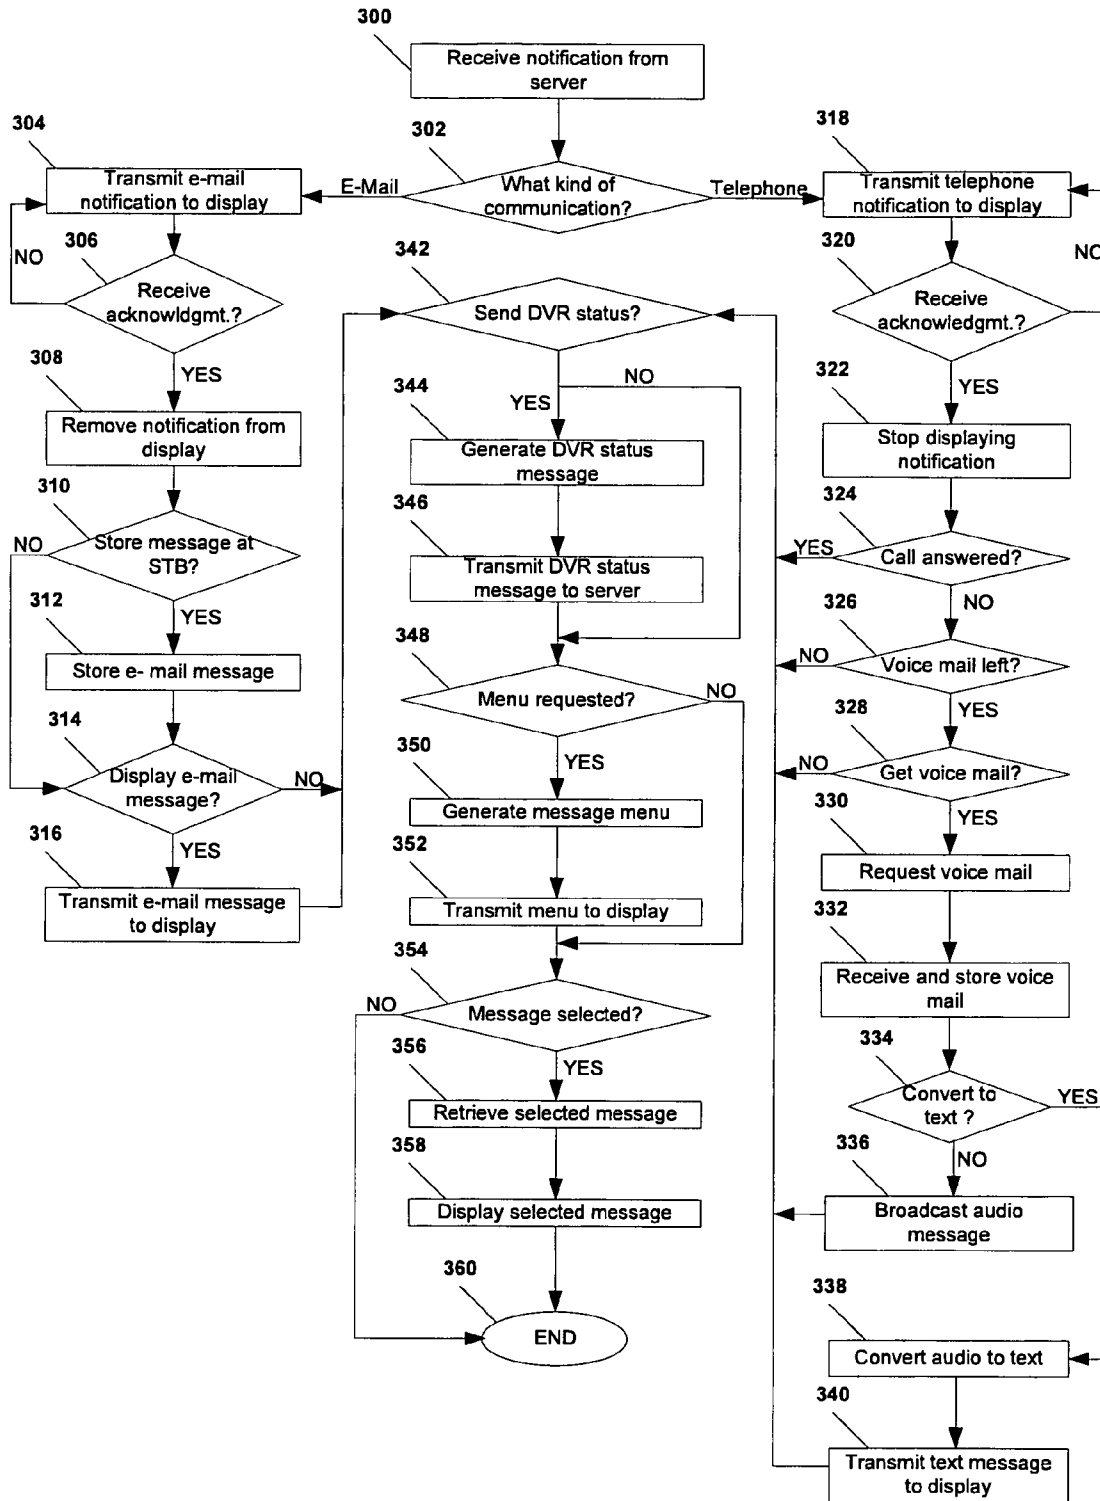 300
Receive notification from
server
302
What kind of
communication?
E-Mail
Telephone
304
Transmit e-mail
notification to display
NO
306
Receive
acknowldgmt.?
YES
308
Remove notification from
display
310
NO
Store message at
STB?
312
YES
Store e- mail message
314
Display e-mail
message?
NO
316
YES
Transmit e-mail message
to display
342
Send DVR status?
NO
344
YES
Generate DVR status
message
346
Transmit DVR status
message to server
348
Menu requested?
NO
350
YES
Generate message menu
352
Transmit menu to display
354
NO
Message selected?
356
YES
Retrieve selected message
358
Display selected message
360
END
318
Transmit telephone
notification to display
320
NO
Receive
acknowledgmt.?
322
YES
Stop displaying
notification
324
YES
Call answered?
326
NO
NO
Voice mail left?
328
YES
NO
Get voice mail?
330
YES
Request voice mail
332
Receive and store voice
mail
334
Convert to
text ?
YES
336
NO
Broadcast audio
message
338
Convert audio to text
340
Transmit text message
to display